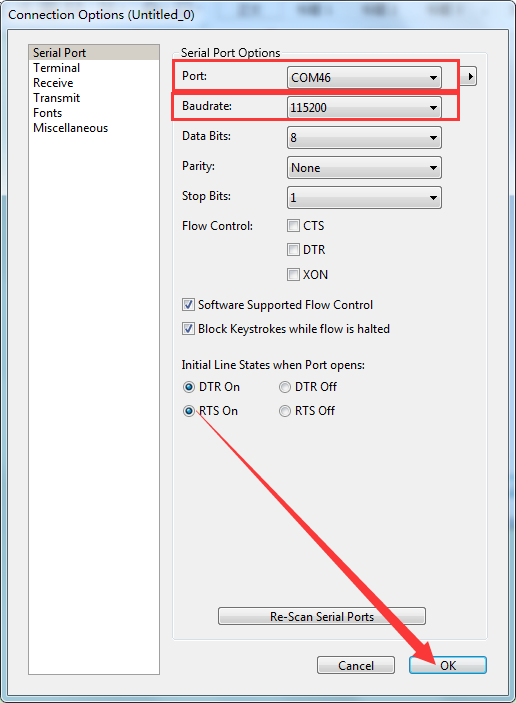 Connection Options (Untitled_0)
Serial Port
Terminal
Receive
Transmit
Fonts
Miscellaneous
Serial Port Options
Port: COM46
Baudrate: 115200
Data Bits: 8
Parity: None
Stop Bits: 1
Flow Control: CTS
DTR
XON
Software Supported Flow Control
Block Keystrokes while flow is halted
Initial Line States when Port opens:
DTR On DTR Off
RTS On RTS Off
Re-Scan Serial Ports
Cancel OK